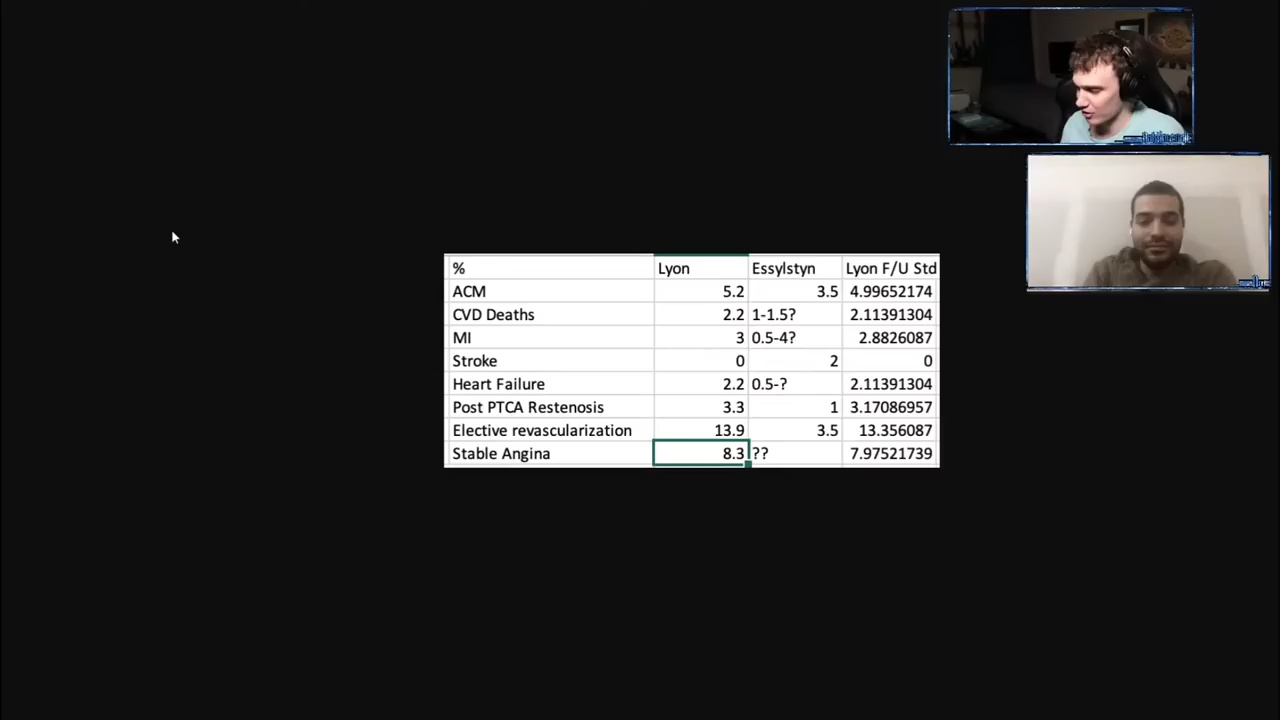 % Lyon Essylstyn Lyon F/U Std
ACM 5.2 3.5 4.99652174
CVD Deaths 2.2 1-1.5? 2.11391304
MI 3 0.5-4? 2.8826087
Stroke 0 2 0
Heart Failure 2.2 0.5-? 2.11391304
Post PTCA Restenosis 3.3 1 3.17086957
Elective revascularization 13.9 3.5 13.356087
Stable Angina 8.3 ?? 7.97521739